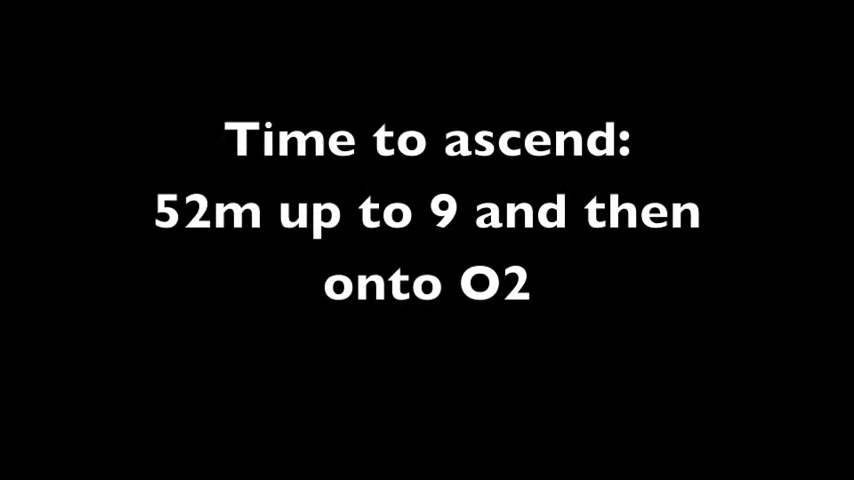 Time to ascend:
52m up to 9 and then
onto O2